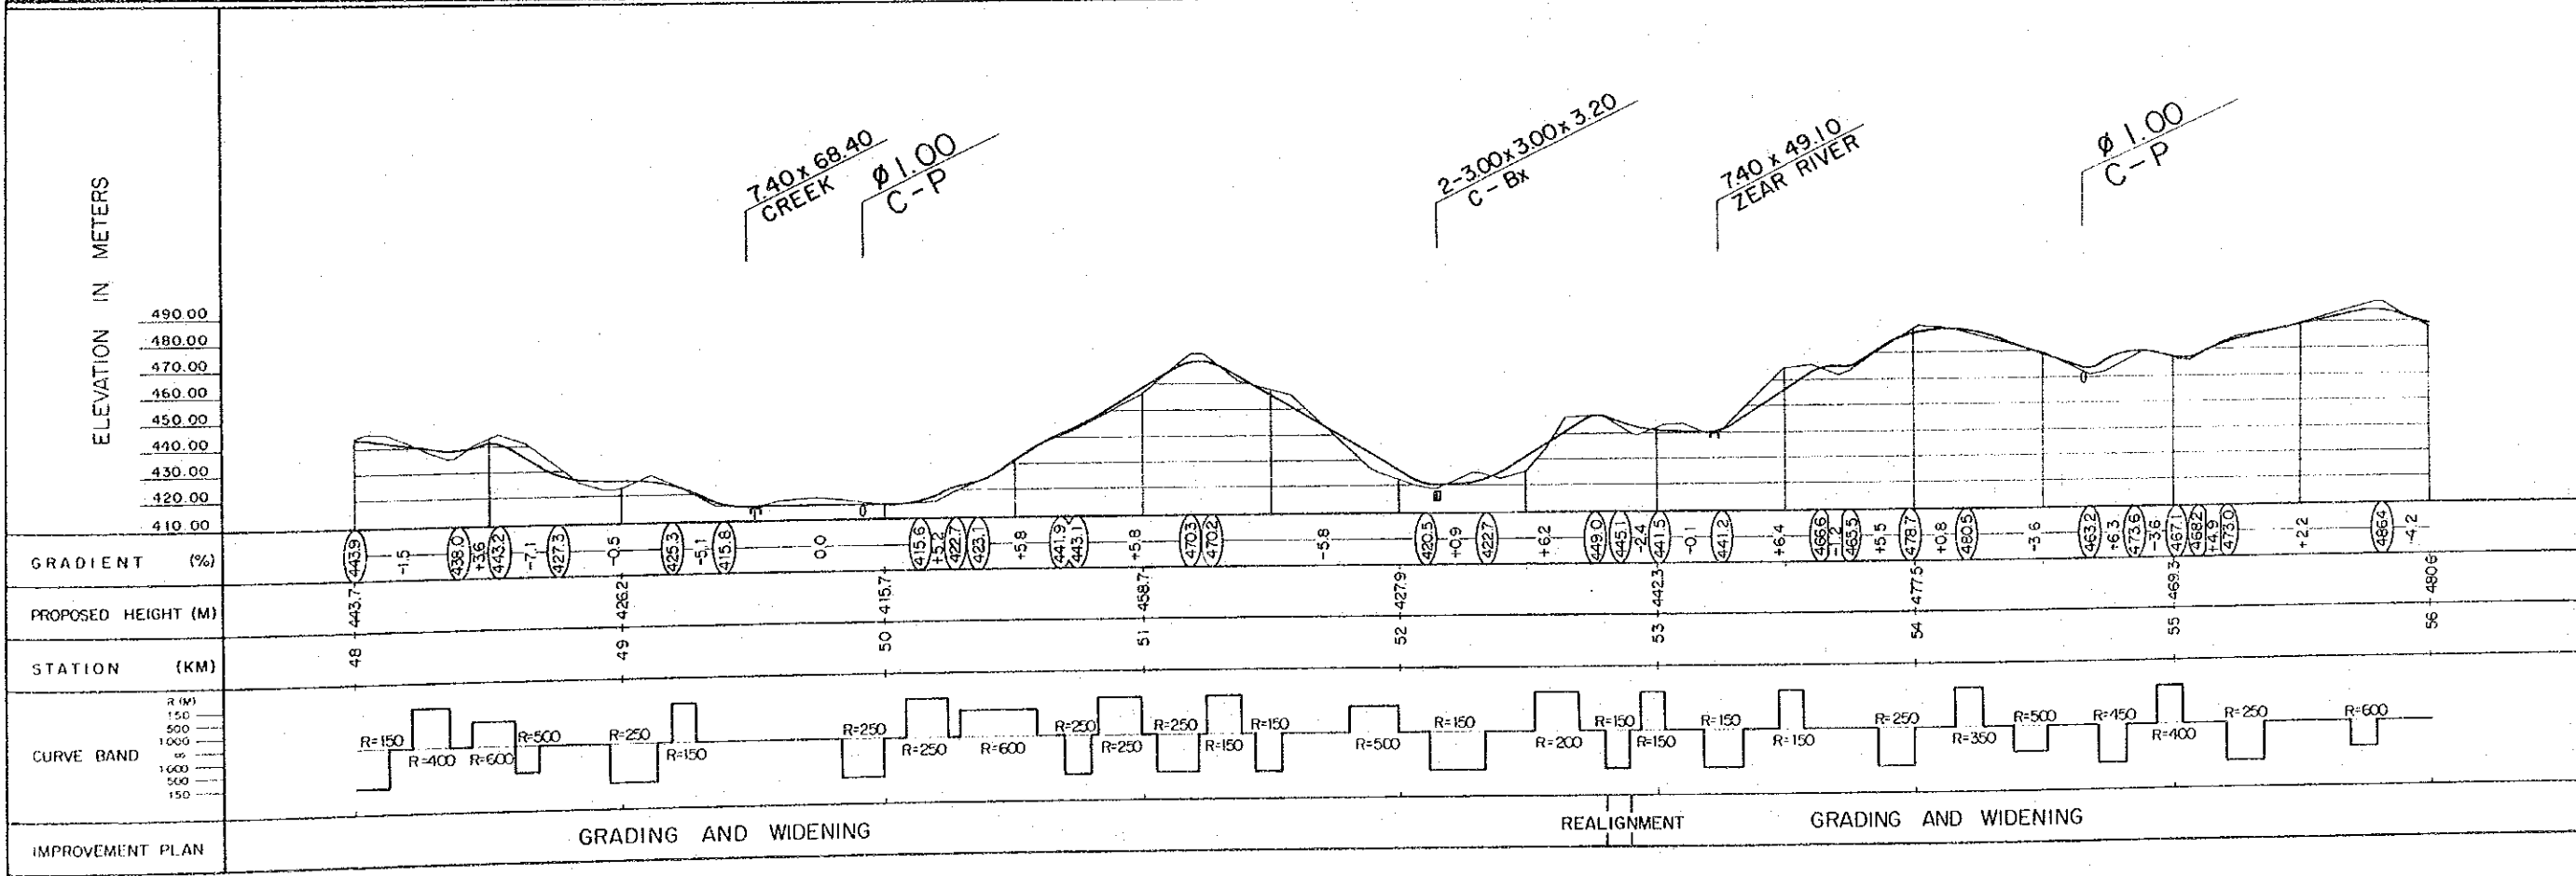 7.40 x 68.40
CREEK
Ø 1.00
C-P
2-3.00 x 3.00 x 3.20
C-Bx
7.40 x 49.10
ZEAR RIVER
Ø 1.00
C-P
ELEVATION IN METERS
490.00
480.00
470.00
460.00
450.00
440.00
430.00
420.00
410.00
GRADIENT (%)
443.9 -1.5 438.0 +3.6 443.2 -7.1 427.3 -0.5 425.3 -5.1 415.8 0.0 415.6 +5.2 422.7 423.1 +5.8 441.9 443.1 +5.8 470.3 470.2 -5.8 420.5 +0.9 422.7 +6.2 449.0 445.1 -2.4 441.5 -0.1 441.2 +6.4 466.6 -1.2 465.5 +5.5 478.7 +0.8 480.5 -3.6 463.2 +6.3 473.6 -3.6 467.1 468.2 +4.9 473.0 +2.2 486.4 -4.2
PROPOSED HEIGHT (M)
443.7 426.2 415.7 458.7 427.9 442.3 477.5 469.3 480.6
STATION (KM)
48 49 50 51 52 53 54 55 56
CURVE BAND
R (M)
150
500
1000
∞
1000
500
150
R=150 R=400 R=600 R=500 R=250 R=150 R=250 R=250 R=600 R=250 R=250 R=250 R=150 R=150 R=500 R=150 R=200 R=150 R=150 R=150 R=150 R=250 R=350 R=500 R=450 R=400 R=250 R=600
IMPROVEMENT PLAN
GRADING AND WIDENING
REALIGNMENT
GRADING AND WIDENING